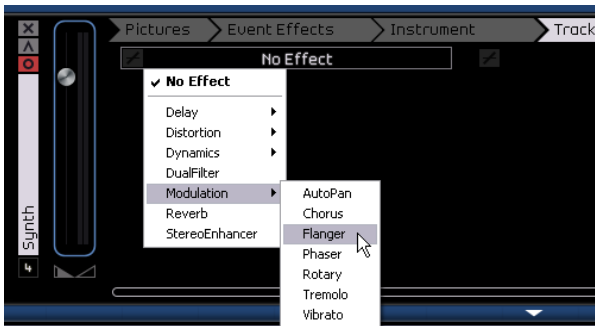 Pictures Event Effects Instrument Track
No Effect
✓ No Effect
Delay
Distortion
Dynamics
DualFilter
Modulation
Reverb
StereoEnhancer
AutoPan
Chorus
Flanger
Phaser
Rotary
Tremolo
Vibrato
Synth
4